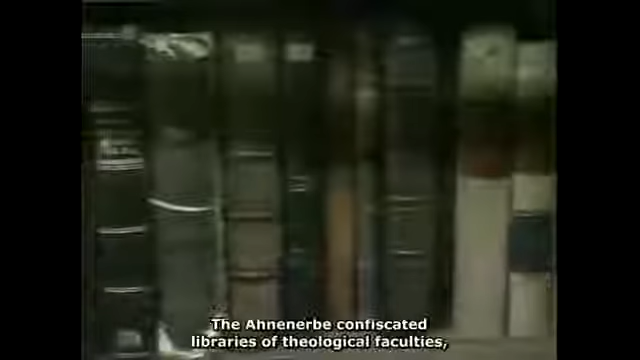 The Ahnenerbe confiscated
libraries of theological faculties,